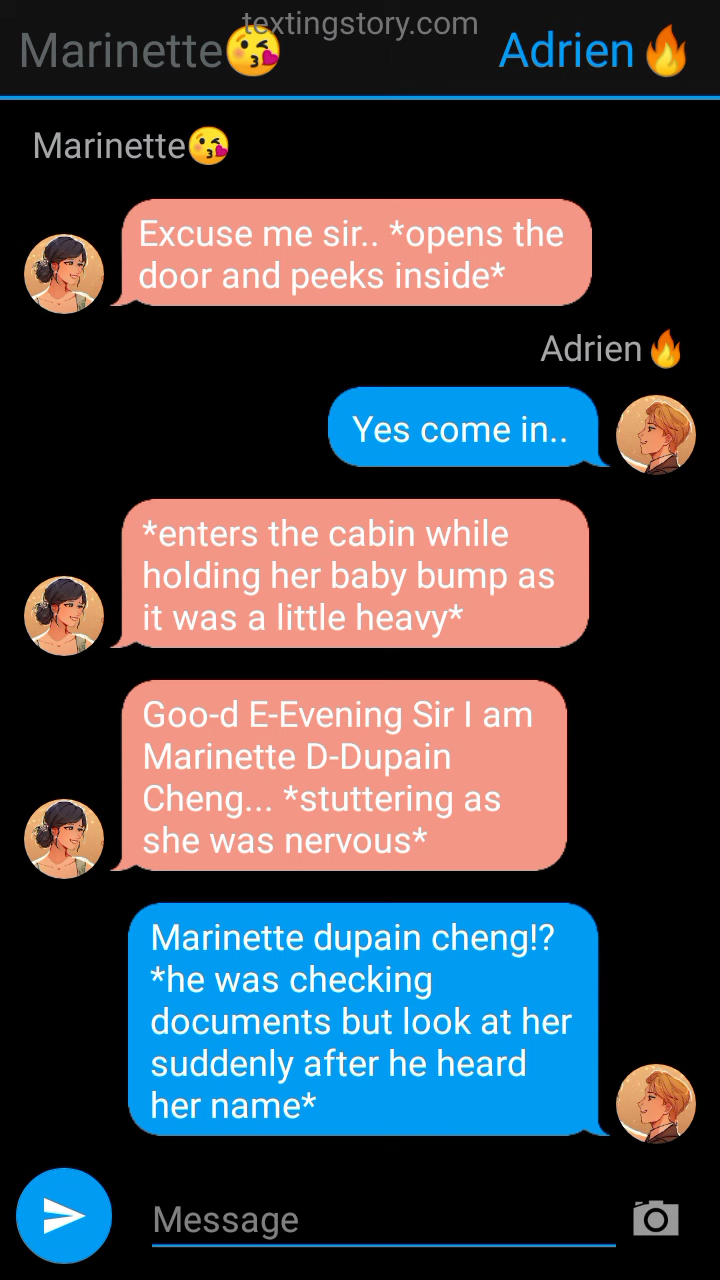 textingstory.com
Marinette😘 Adrien🔥
Marinette😘
Excuse me sir.. *opens the
door and peeks inside*
Adrien🔥
Yes come in..
*enters the cabin while
holding her baby bump as
it was a little heavy*
Goo-d E-Evening Sir I am
Marinette D-Dupain
Cheng... *stuttering as
she was nervous*
Marinette dupain cheng!?
*he was checking
documents but look at her
suddenly after he heard
her name*
Message